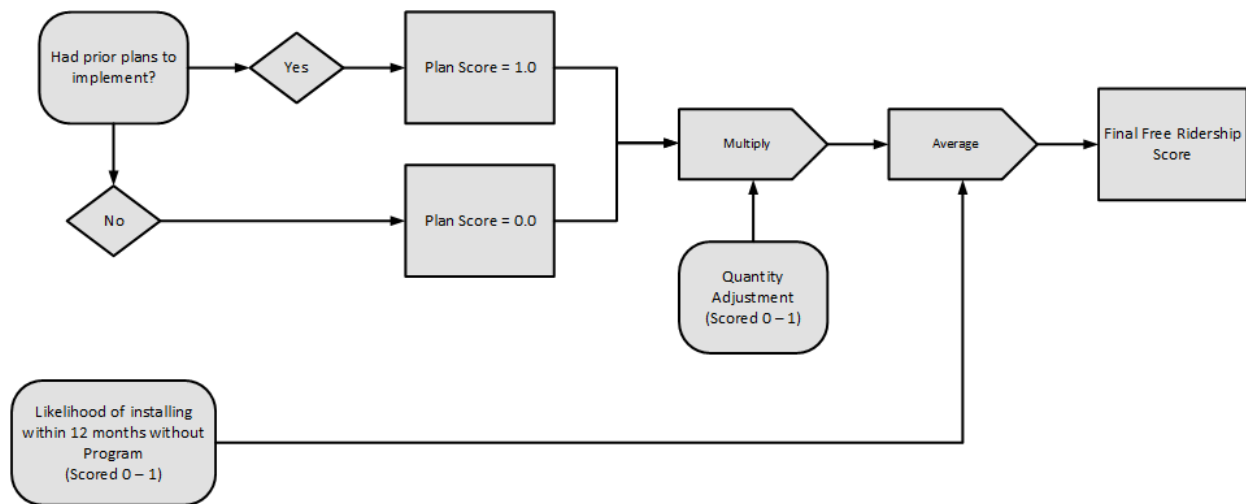 Had prior plans to
implement?
Yes
Plan Score = 1.0
Multiply
Average
Final Free Ridership
Score
No
Plan Score = 0.0
Quantity
Adjustment
(Scored 0 – 1)
Likelihood of installing
within 12 months without
Program
(Scored 0 – 1)